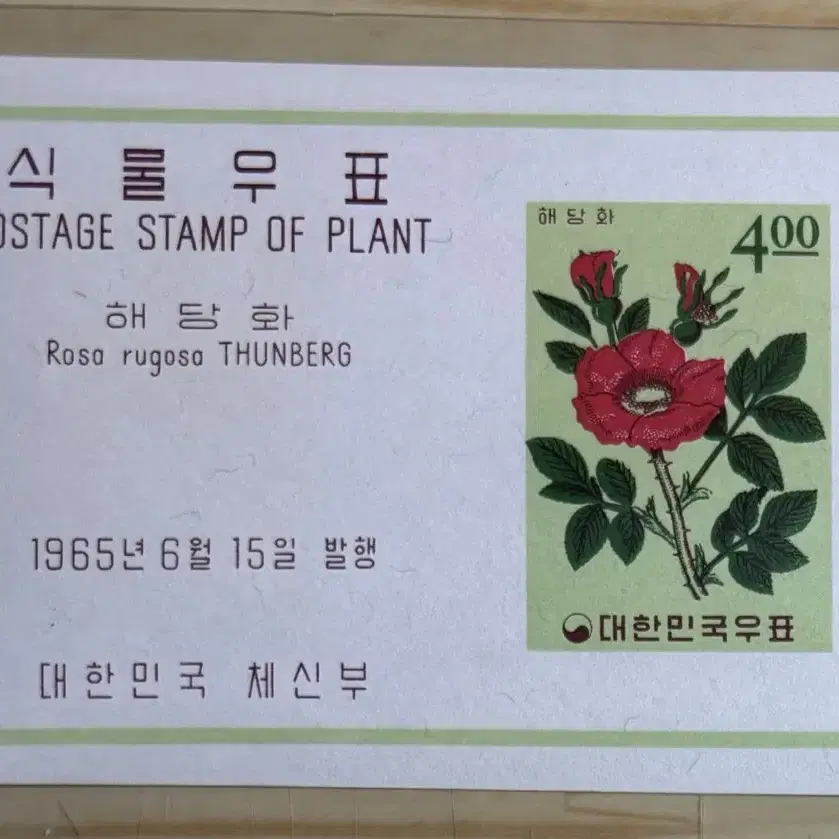 식물우표
OSTAGE STAMP OF PLANT
해당화
Rosa rugosa THUNBERG
1965년 6월 15일 발행
대한민국 체신부
해당화
4.00
대한민국우표